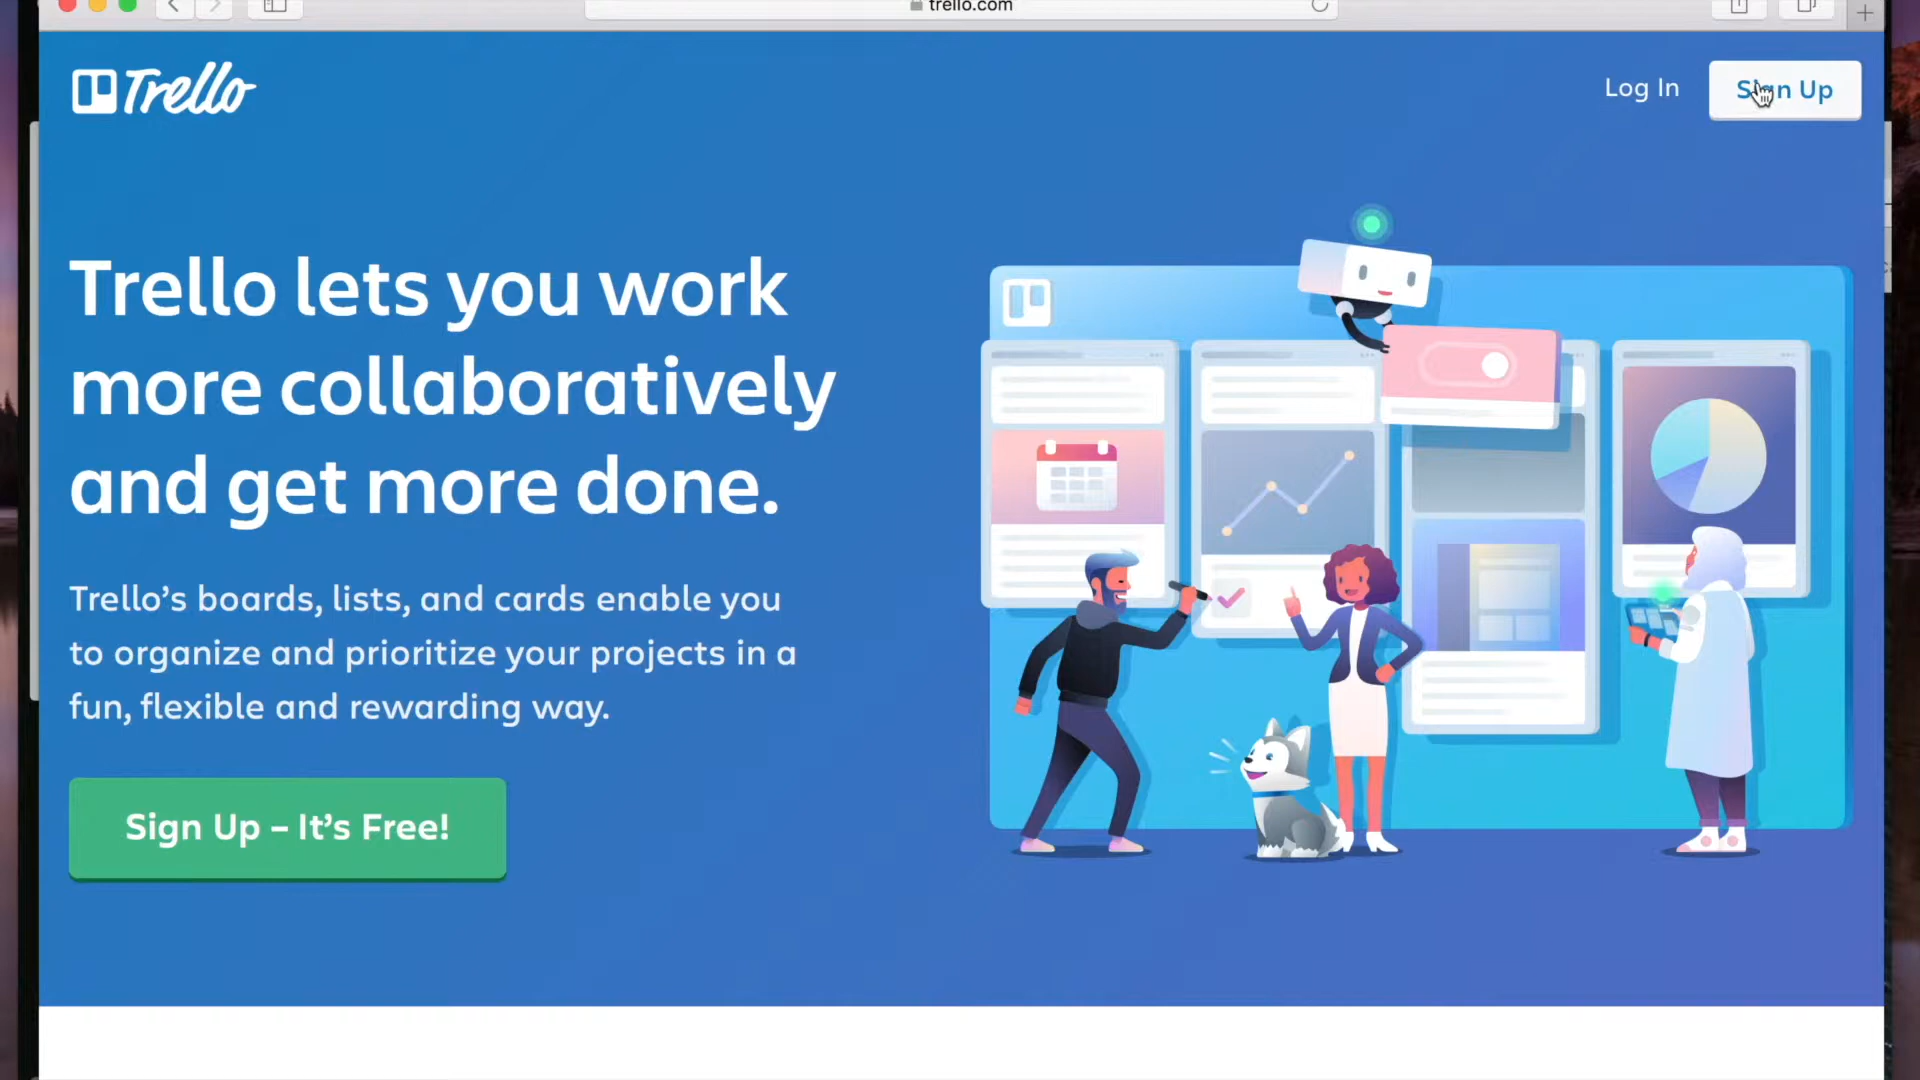 trello.com
Trello
Log In
Sign Up
Trello lets you work
more collaboratively
and get more done.
Trello’s boards, lists, and cards enable you
to organize and prioritize your projects in a
fun, flexible and rewarding way.
Sign Up – It’s Free!